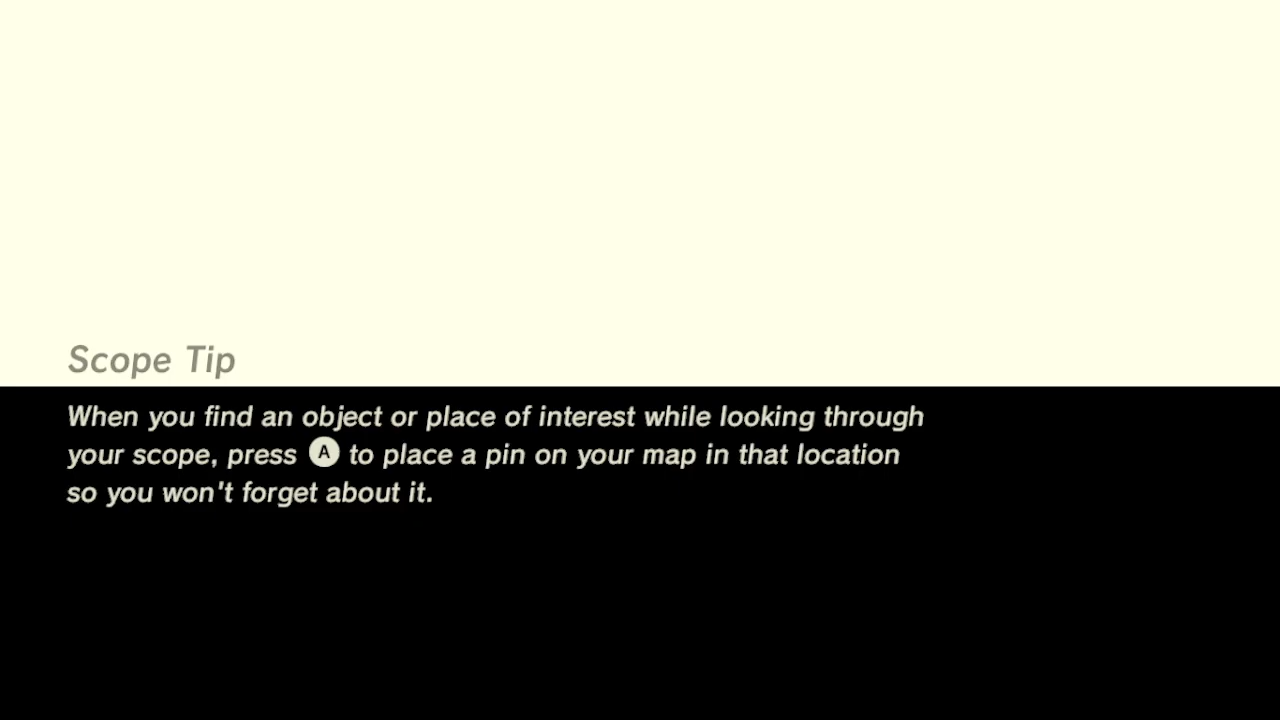 Scope Tip
When you find an object or place of interest while looking through
your scope, press A to place a pin on your map in that location
so you won't forget about it.